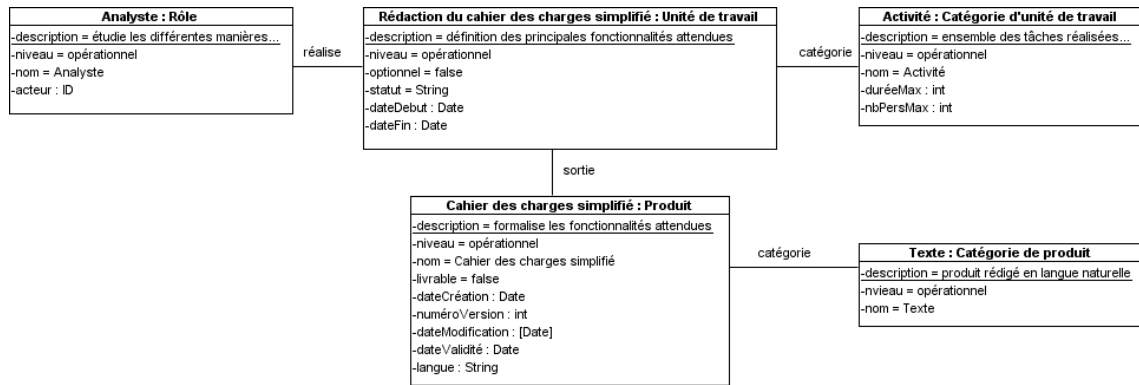 Analyste : Rôle
-description = étudie les différentes manières...
-niveau = opérationnel
-nom = Analyste
-acteur : ID
réalise
Rédaction du cahier des charges simplifié : Unité de travail
-description = définition des principales fonctionnalités attendues
-niveau = opérationnel
-optionnel = false
-statut = String
-dateDebut : Date
-dateFin : Date
catégorie
Activité : Catégorie d'unité de travail
-description = ensemble des tâches réalisées...
-niveau = opérationnel
-nom = Activité
-duréeMax : int
-nbPersMax : int
sortie
Cahier des charges simplifié : Produit
-description = formalise les fonctionnalités attendues
-niveau = opérationnel
-nom = Cahier des charges simplifié
-livrable = false
-dateCréation : Date
-numéroVersion : int
-dateModification : [Date]
-dateValidité : Date
-langue : String
catégorie
Texte : Catégorie de produit
-description = produit rédigé en langue naturelle
-nvieau = opérationnel
-nom = Texte